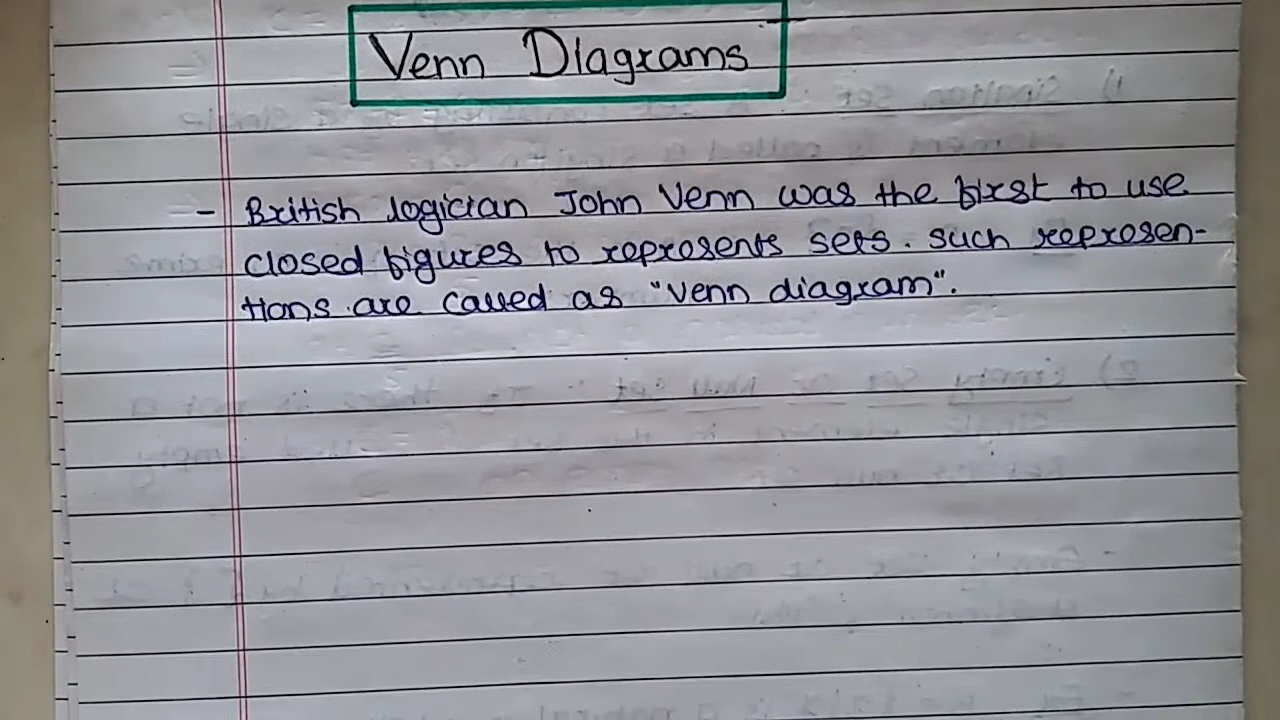 Venn Diagrams
- British logician John Venn was the first to use
closed figures to represents sets. such represen-
tions are called as "venn diagram".